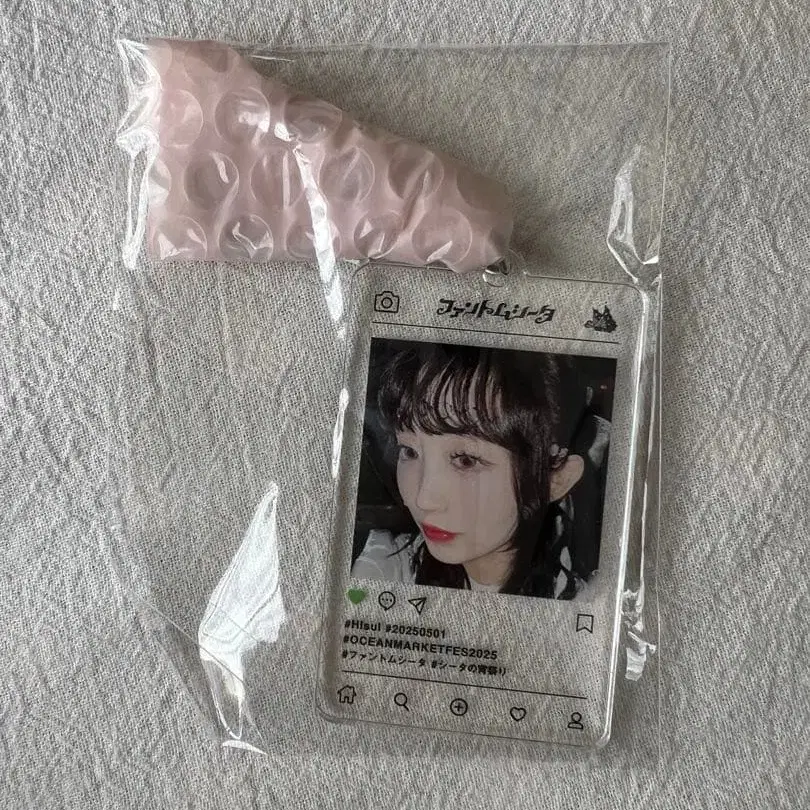 ファントムシータ
#HIsuI #20250501
#OCEANMARKETFES2025
#ファントムシータ #シータの宵祭り